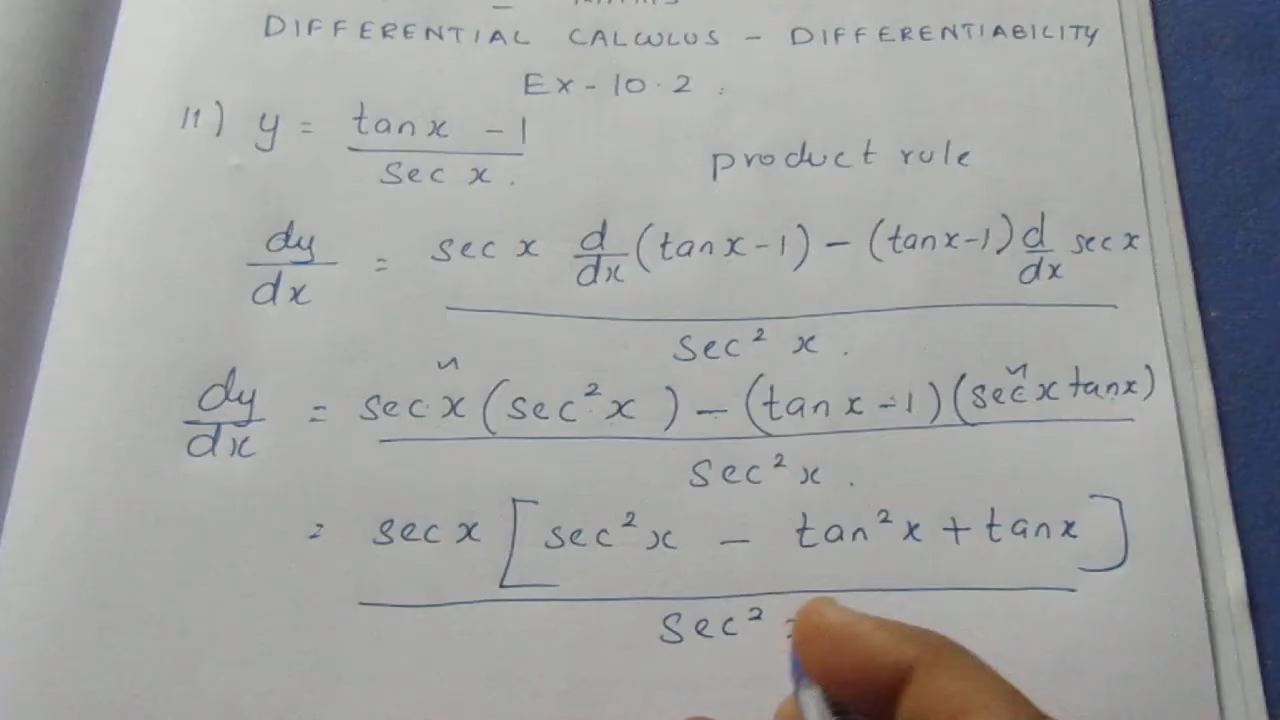 DIFFERENTIAL CALCULUS - DIFFERENTIABILITY
Ex-10.2
11) y = (tan x - 1) / sec x.
product rule
dy/dx = (sec x d/dx (tan x - 1) - (tan x - 1) d/dx sec x) / sec² x.
dy/dx = (sec x (sec² x) - (tan x - 1)(sec x tan x)) / sec² x.
= sec x [sec² x - tan² x + tan x] / sec²